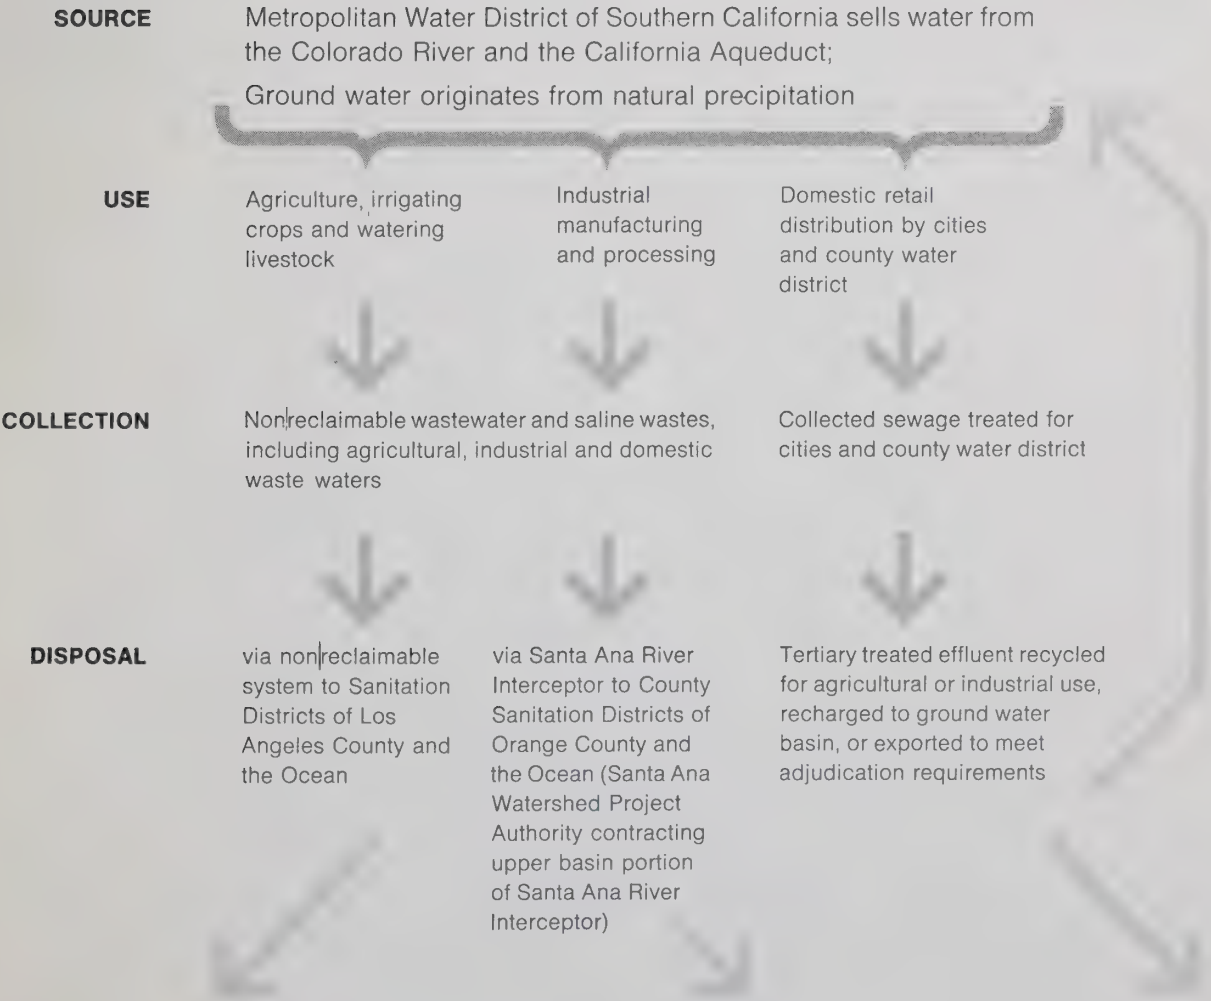 SOURCE
Metropolitan Water District of Southern California sells water from
the Colorado River and the California Aqueduct;
Ground water originates from natural precipitation
USE
Agriculture, irrigating
crops and watering
livestock
Industrial
manufacturing
and processing
Domestic retail
distribution by cities
and county water
district
COLLECTION
Nonreclaimable wastewater and saline wastes,
including agricultural, industrial and domestic
waste waters
Collected sewage treated for
cities and county water district
DISPOSAL
via nonreclaimable
system to Sanitation
Districts of Los
Angeles County and
the Ocean
via Santa Ana River
Interceptor to County
Sanitation Districts of
Orange County and
the Ocean (Santa Ana
Watershed Project
Authority contracting
upper basin portion
of Santa Ana River
Interceptor)
Tertiary treated effluent recycled
for agricultural or industrial use,
recharged to ground water
basin, or exported to meet
adjudication requirements